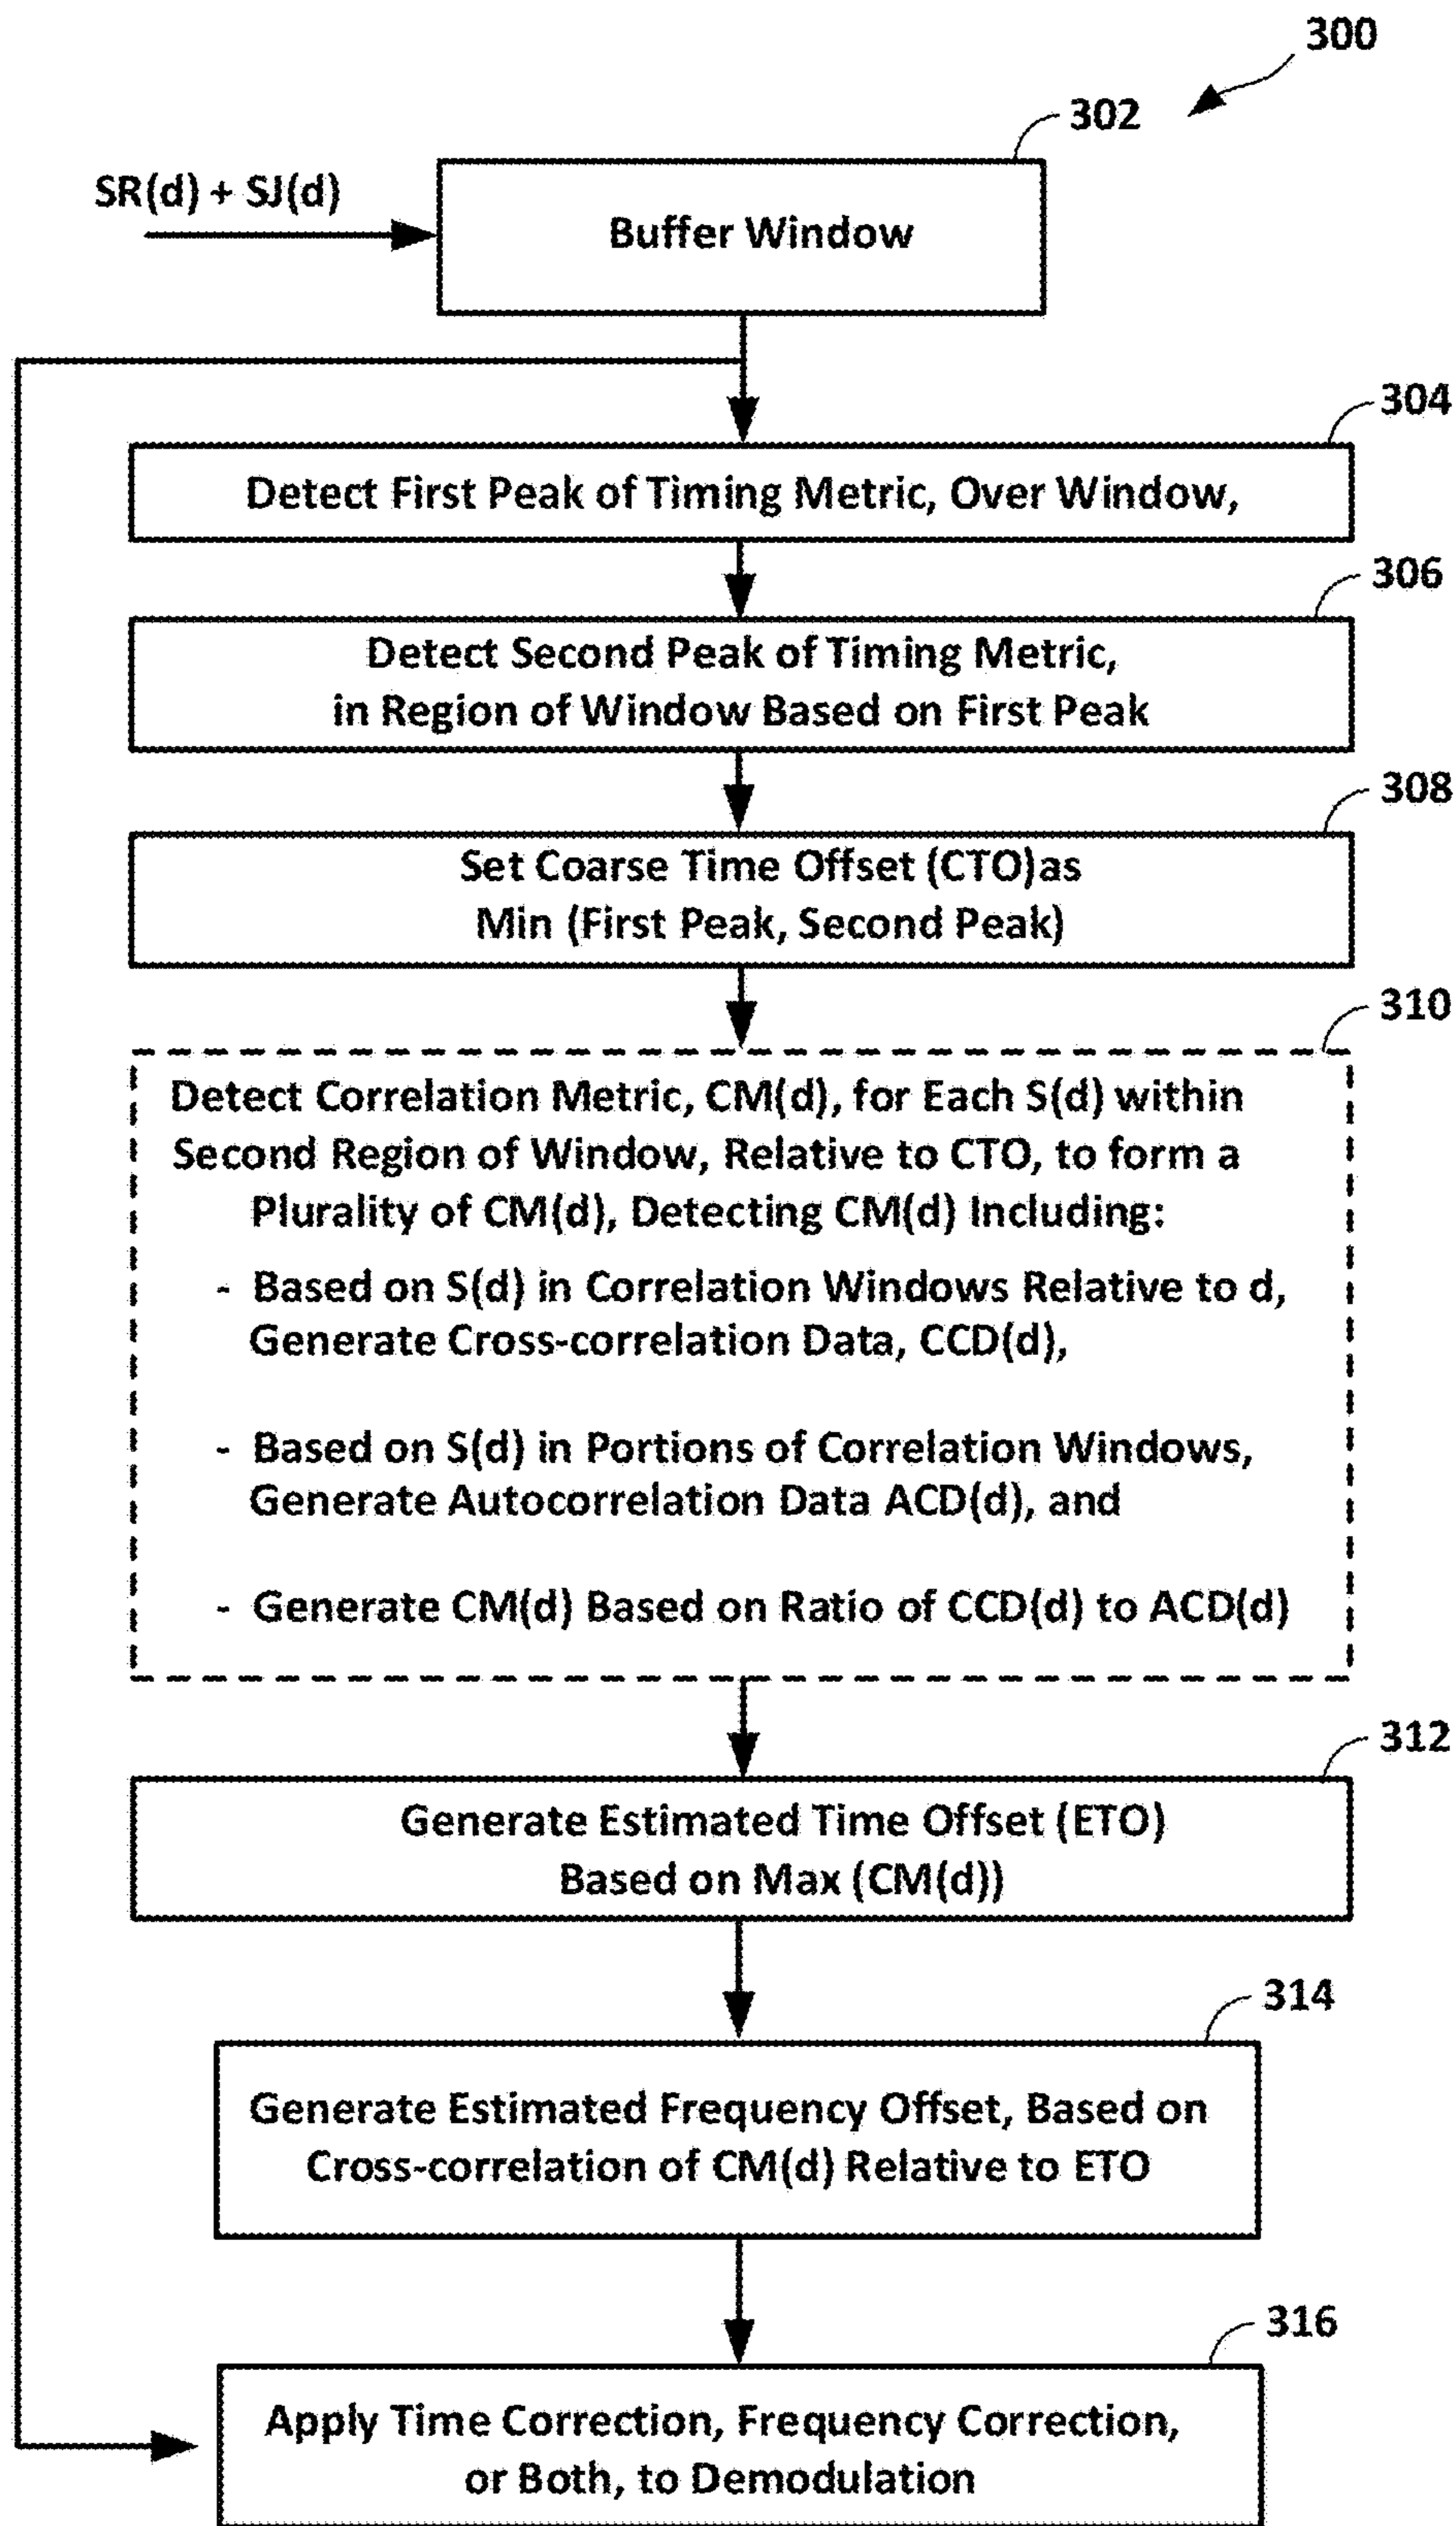 300
302
SR(d) + SJ(d)
Buffer Window
304
Detect First Peak of Timing Metric, Over Window,
306
Detect Second Peak of Timing Metric,
in Region of Window Based on First Peak
308
Set Coarse Time Offset (CTO)as
Min (First Peak, Second Peak)
310
Detect Correlation Metric, CM(d), for Each S(d) within
Second Region of Window, Relative to CTO, to form a
Plurality of CM(d), Detecting CM(d) Including:
- Based on S(d) in Correlation Windows Relative to d,
Generate Cross-correlation Data, CCD(d),
- Based on S(d) in Portions of Correlation Windows,
Generate Autocorrelation Data ACD(d), and
- Generate CM(d) Based on Ratio of CCD(d) to ACD(d)
312
Generate Estimated Time Offset (ETO)
Based on Max (CM(d))
314
Generate Estimated Frequency Offset, Based on
Cross-correlation of CM(d) Relative to ETO
316
Apply Time Correction, Frequency Correction,
or Both, to Demodulation